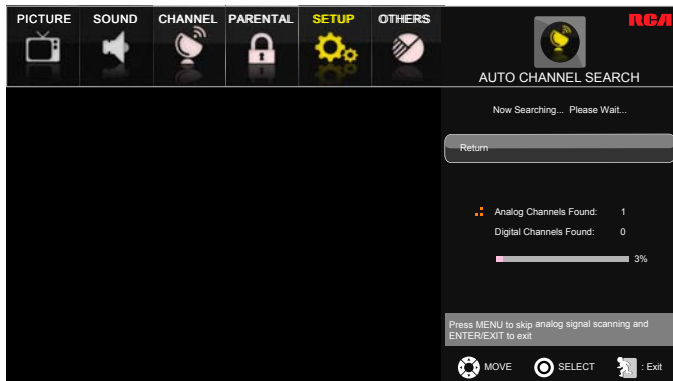 PICTURE SOUND CHANNEL PARENTAL SETUP OTHERS
RCA
AUTO CHANNEL SEARCH
Now Searching... Please Wait...
Return
Analog Channels Found: 1
Digital Channels Found: 0
3%
Press MENU to skip analog signal scanning and
ENTER/EXIT to exit
MOVE SELECT : Exit